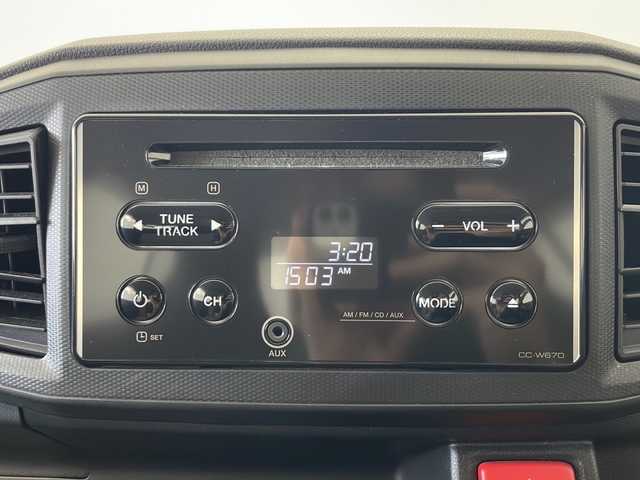 M H
TUNE
TRACK
− VOL +
3:20
1503 AM
CH
MODE
AM / FM / CD / AUX
SET
AUX
CC-W670